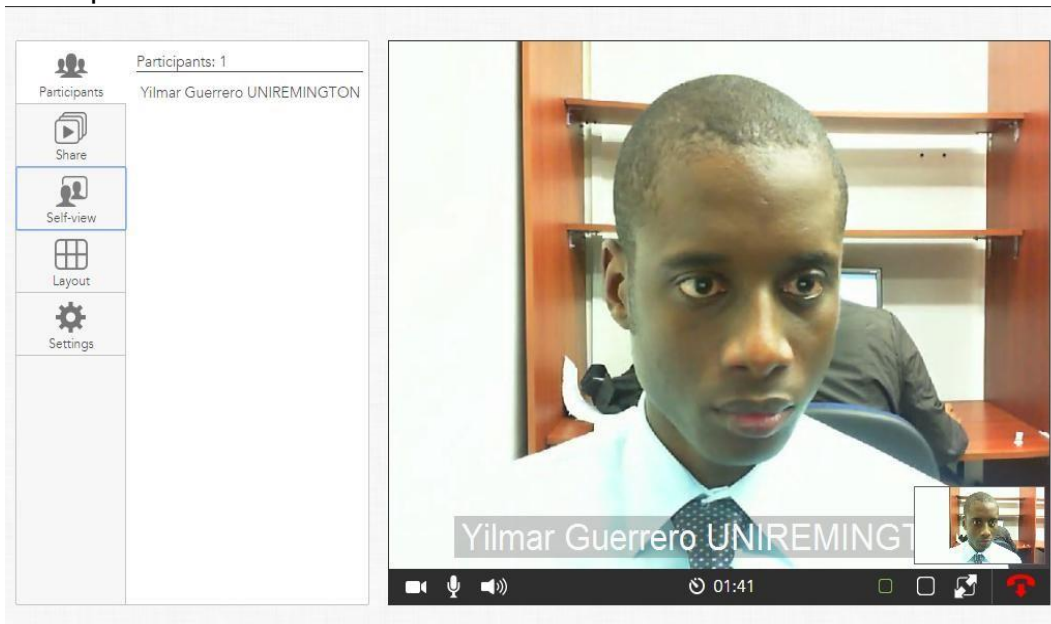 Participants
Share
Self-view
Layout
Settings
Participants: 1
Yilmar Guerrero UNIREMINGTON
Yilmar Guerrero UNIREMINGT
01:41